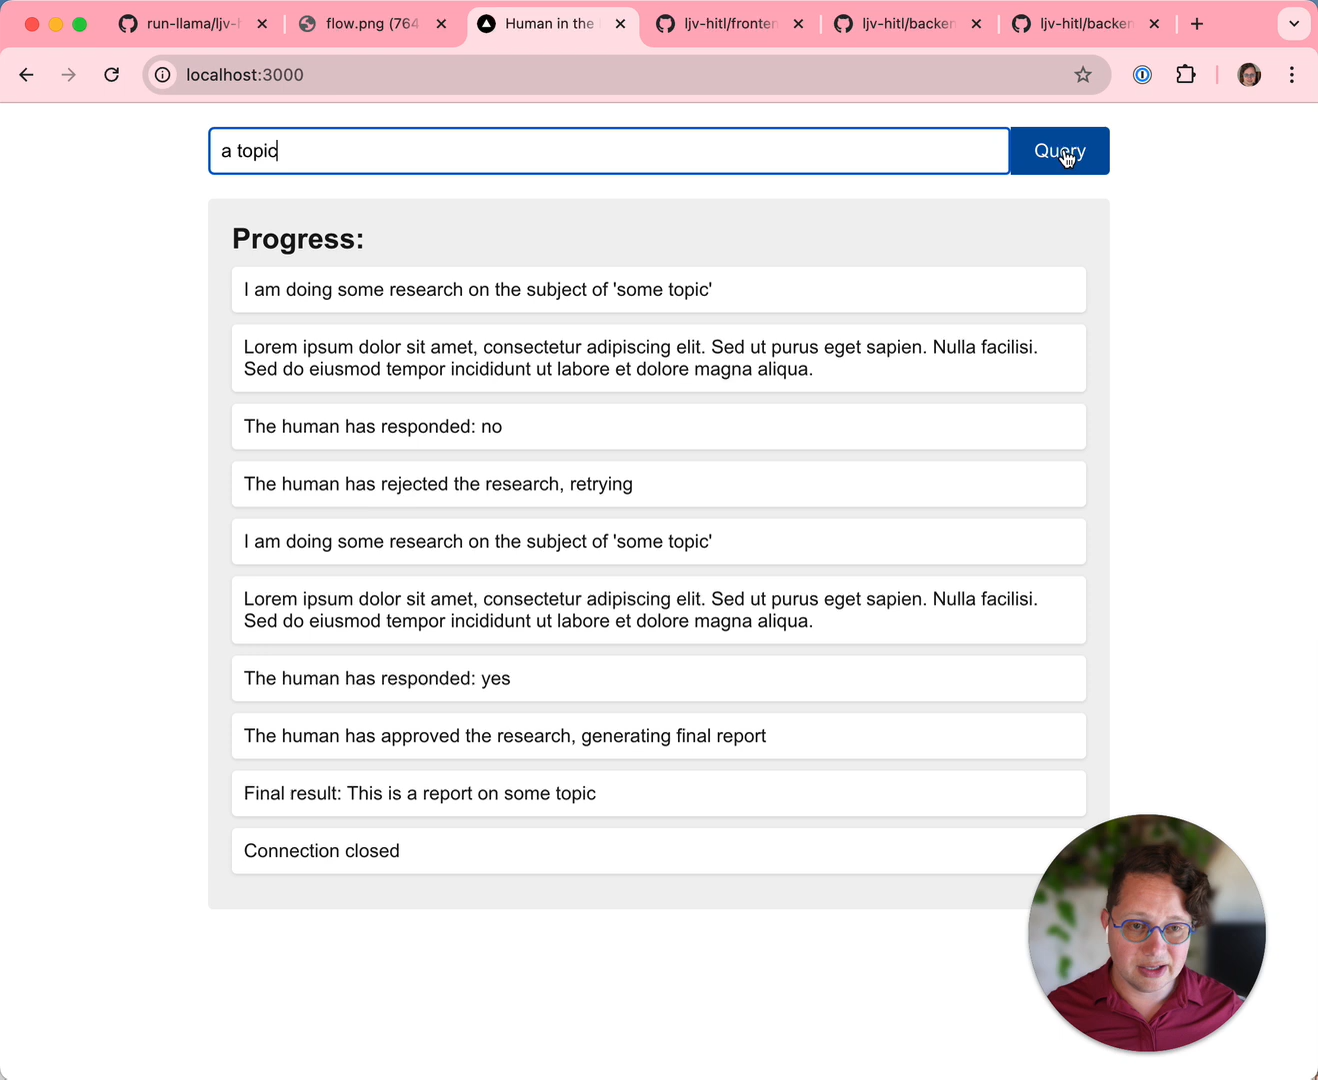 run-llama/ljv-h
flow.png (764
Human in the
ljv-hitl/fronten
ljv-hitl/backen
ljv-hitl/backen
localhost:3000
a topic
Query
Progress:
I am doing some research on the subject of 'some topic'
Lorem ipsum dolor sit amet, consectetur adipiscing elit. Sed ut purus eget sapien. Nulla facilisi.
Sed do eiusmod tempor incididunt ut labore et dolore magna aliqua.
The human has responded: no
The human has rejected the research, retrying
I am doing some research on the subject of 'some topic'
Lorem ipsum dolor sit amet, consectetur adipiscing elit. Sed ut purus eget sapien. Nulla facilisi.
Sed do eiusmod tempor incididunt ut labore et dolore magna aliqua.
The human has responded: yes
The human has approved the research, generating final report
Final result: This is a report on some topic
Connection closed